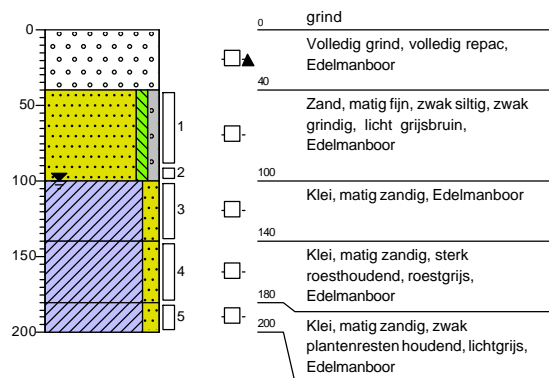 0
50
100
150
200
1
2
3
4
5
0
grind
Volledig grind, volledig repac,
Edelmanboor
40
Zand, matig fijn, zwak siltig, zwak
grindig, licht grijsbruin,
Edelmanboor
100
Klei, matig zandig, Edelmanboor
140
Klei, matig zandig, sterk
roesthoudend, roestgrijs,
Edelmanboor
180
Klei, matig zandig, zwak
plantenresten houdend, lichtgrijs,
Edelmanboor
200